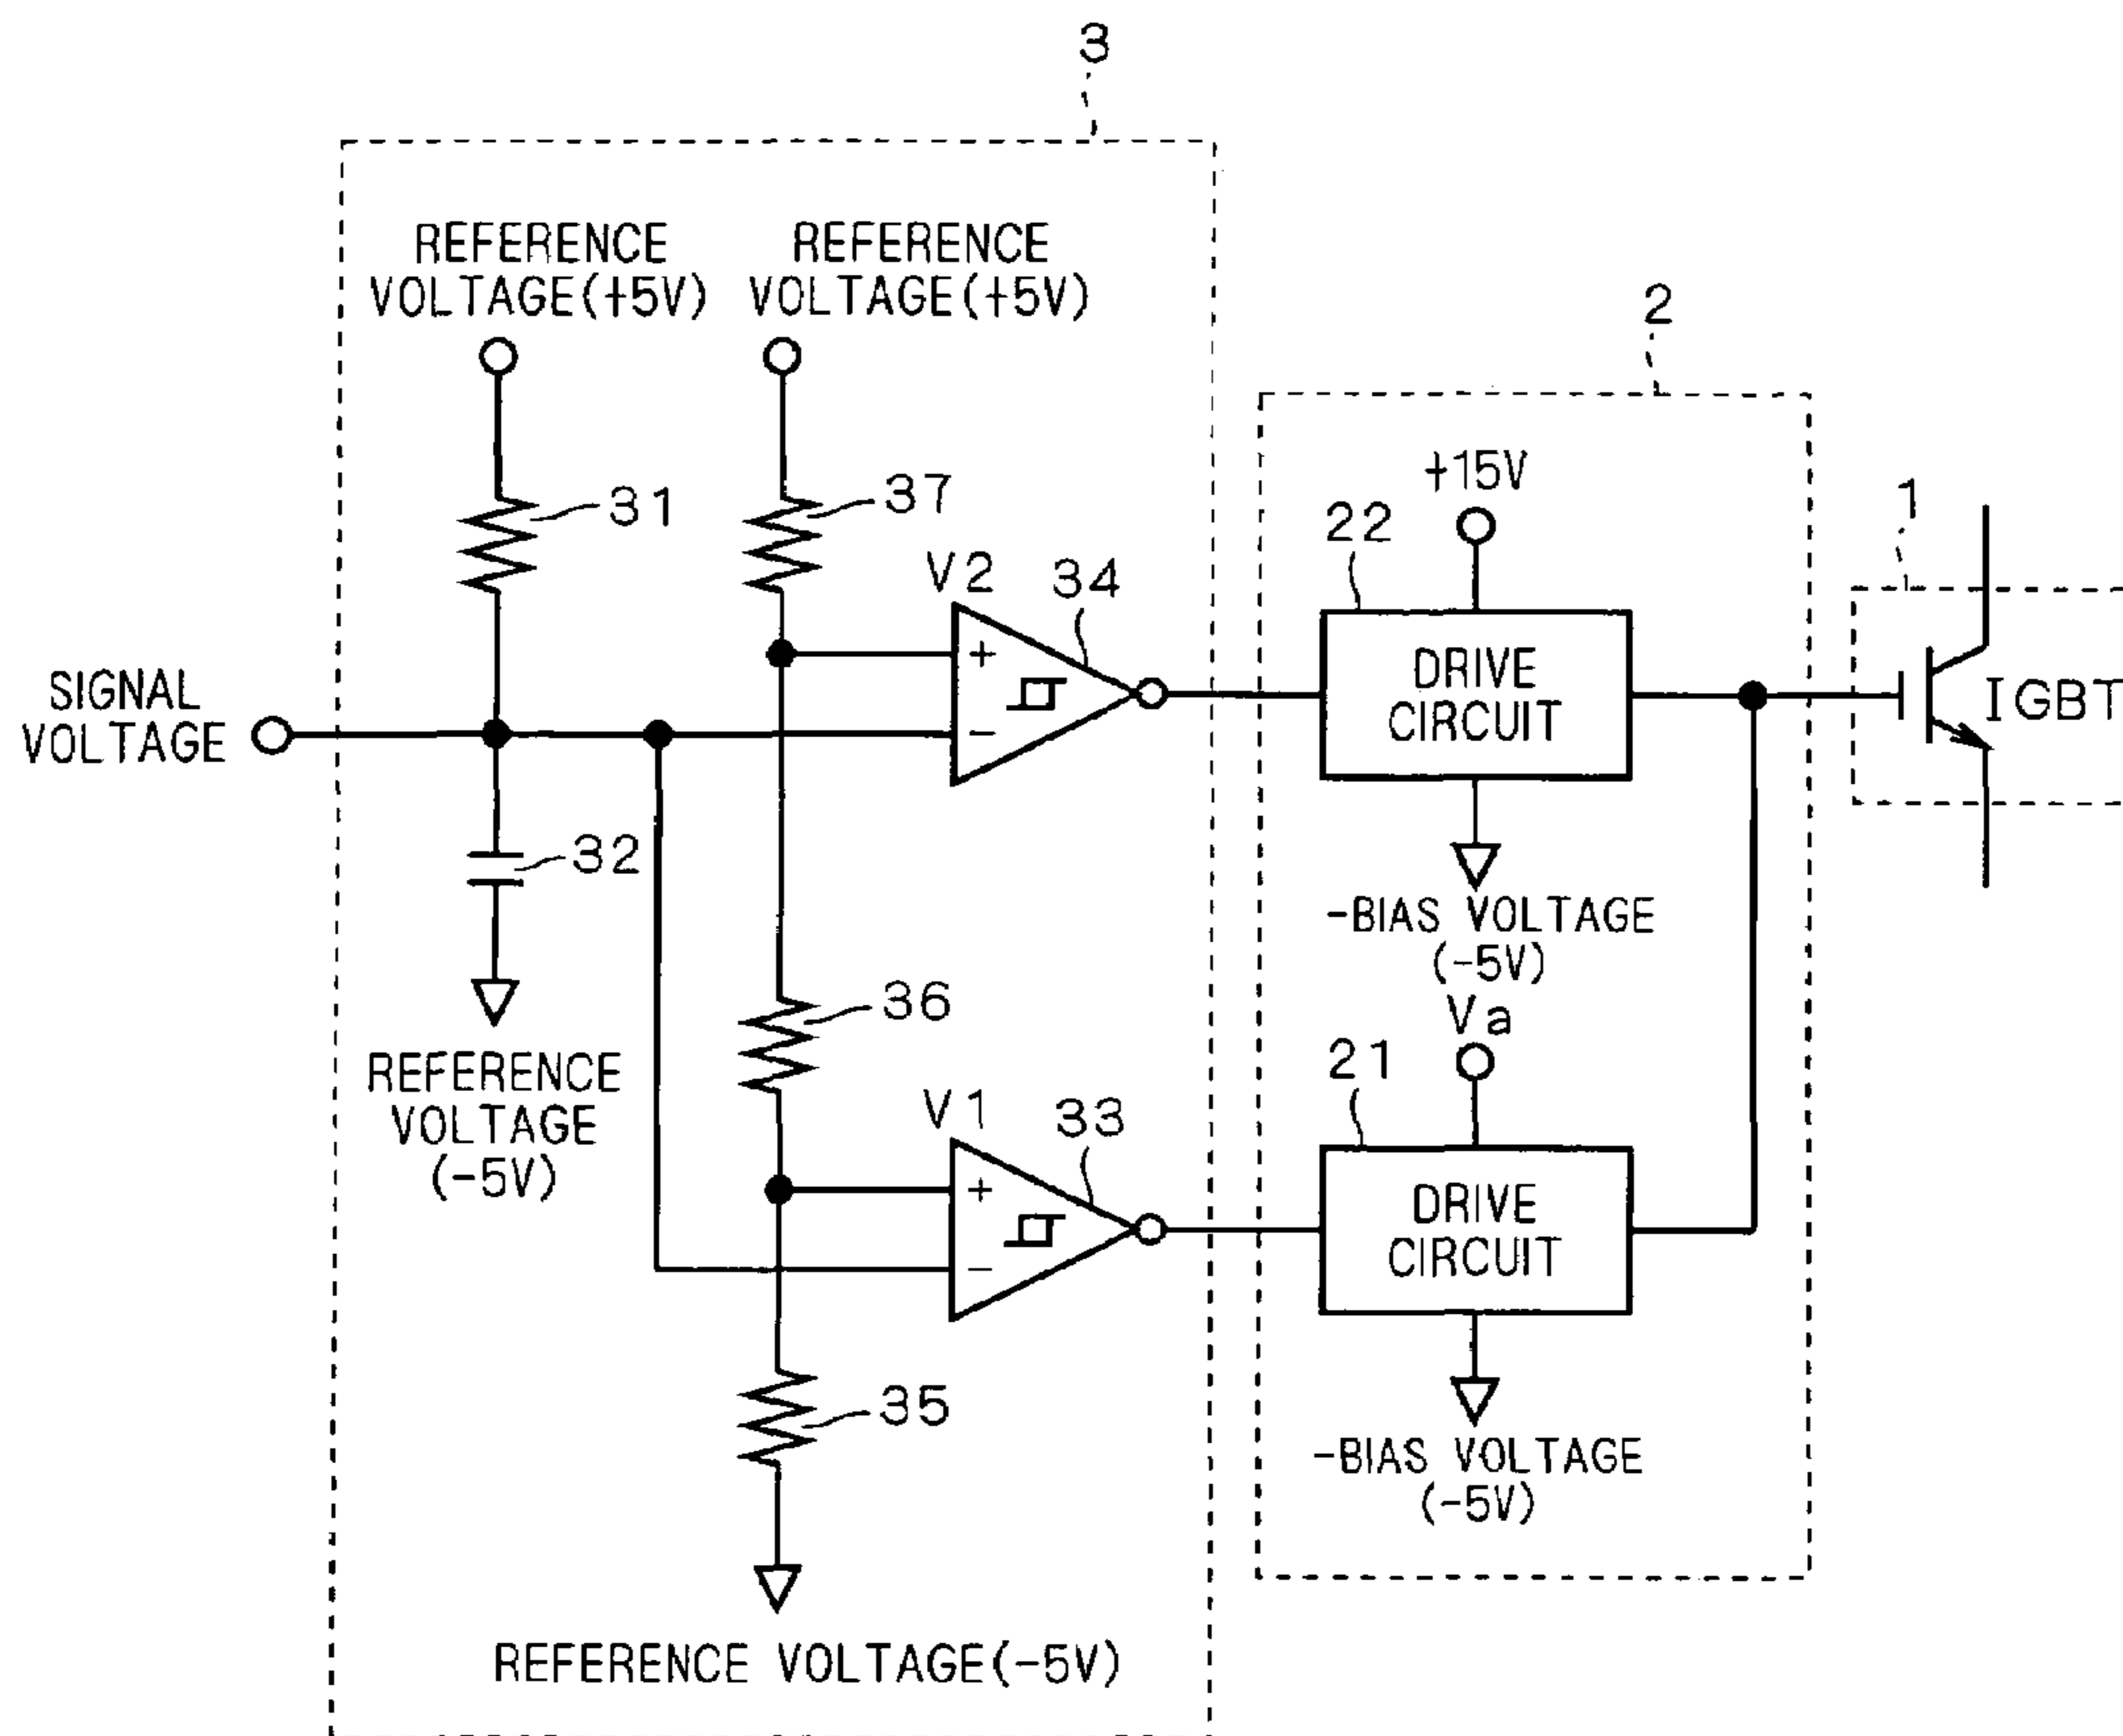 3
REFERENCE
VOLTAGE(+5V)
REFERENCE
VOLTAGE(+5V)
2
31
37
+15V
22
1
V2
34
+
-
DRIVE
CIRCUIT
IGBT
SIGNAL
VOLTAGE
32
-BIAS VOLTAGE
(-5V)
36
Va
REFERENCE
VOLTAGE
(-5V)
21
V1
33
+
-
DRIVE
CIRCUIT
35
-BIAS VOLTAGE
(-5V)
REFERENCE VOLTAGE(-5V)